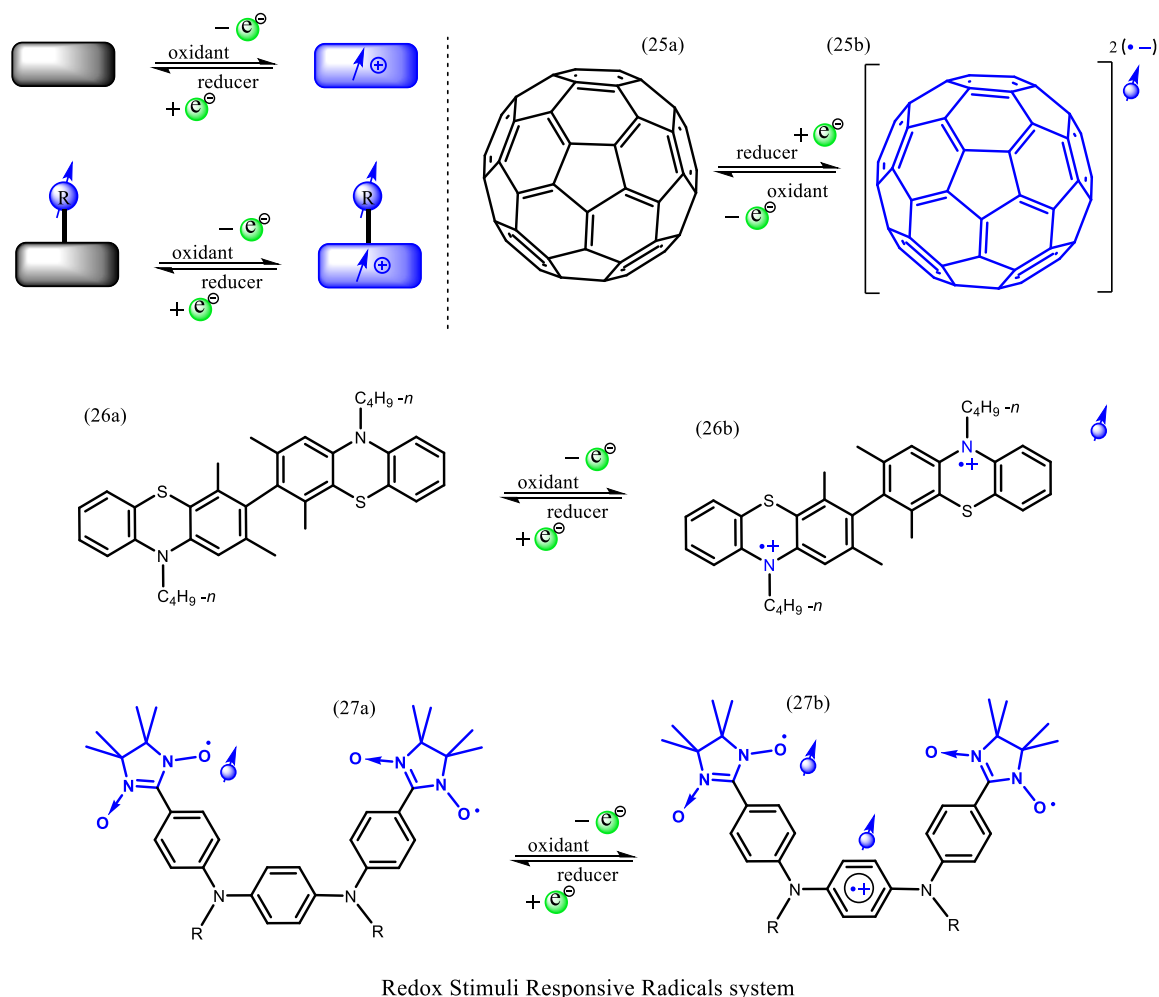 − e⊖
oxidant
reducer
+ e⊖
⊕
R
R
− e⊖
oxidant
reducer
+ e⊖
⊕
(25a)
(25b)
2(•−)
+ e⊖
reducer
oxidant
− e⊖
(26a)
C4H9 -n
N
S
S
N
C4H9 -n
− e⊖
oxidant
reducer
+ e⊖
(26b)
C4H9 -n
N
•+
S
S
•+
N
C4H9 -n
(27a)
N
O•
N
O
O
N
N
O•
N
N
R
R
− e⊖
oxidant
reducer
+ e⊖
(27b)
N
O•
N
O
O
N
N
O•
•+
N
N
R
R
Redox Stimuli Responsive Radicals system